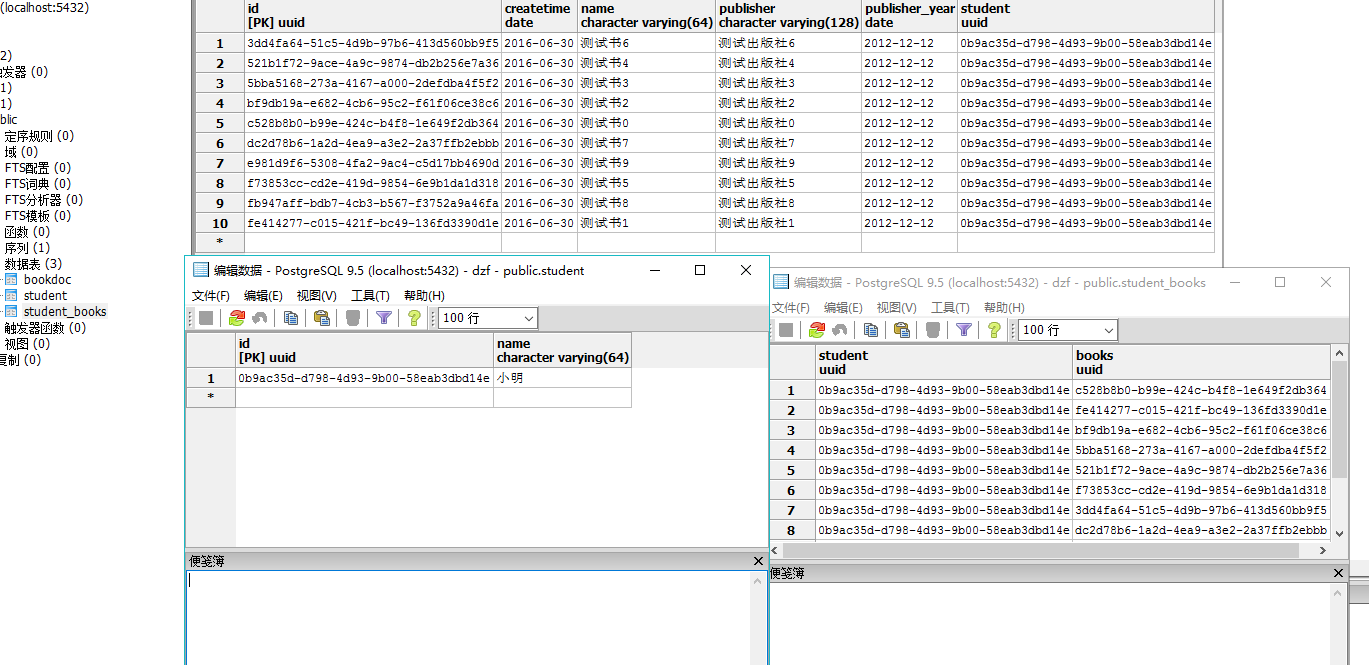 (localhost:5432)
2)
触发器 (0)
1)
1)
blic
定序规则 (0)
域 (0)
FTS配置 (0)
FTS词典 (0)
FTS分析器 (0)
FTS模板 (0)
函数 (0)
序列 (1)
数据表 (3)
bookdoc
student
student_books
触发器函数 (0)
视图 (0)
复制 (0)
id createtime name publisher publisher_year student
[PK] uuid date character varying(64) character varying(128) date uuid
1 3dd4fa64-51c5-4d9b-97b6-413d560bb9f5 2016-06-30 测试书6 测试出版社6 2012-12-12 0b9ac35d-d798-4d93-9b00-58eab3dbd14e
2 521b1f72-9ace-4a9c-9874-db2b256e7a36 2016-06-30 测试书4 测试出版社4 2012-12-12 0b9ac35d-d798-4d93-9b00-58eab3dbd14e
3 5bba5168-273a-4167-a000-2defdba4f5f2 2016-06-30 测试书3 测试出版社3 2012-12-12 0b9ac35d-d798-4d93-9b00-58eab3dbd14e
4 bf9db19a-e682-4cb6-95c2-f61f06ce38c6 2016-06-30 测试书2 测试出版社2 2012-12-12 0b9ac35d-d798-4d93-9b00-58eab3dbd14e
5 c528b8b0-b99e-424c-b4f8-1e649f2db364 2016-06-30 测试书0 测试出版社0 2012-12-12 0b9ac35d-d798-4d93-9b00-58eab3dbd14e
6 dc2d78b6-1a2d-4ea9-a3e2-2a37ffb2ebbb 2016-06-30 测试书7 测试出版社7 2012-12-12 0b9ac35d-d798-4d93-9b00-58eab3dbd14e
7 e981d9f6-5308-4fa2-9ac4-c5d17bb4690d 2016-06-30 测试书9 测试出版社9 2012-12-12 0b9ac35d-d798-4d93-9b00-58eab3dbd14e
8 f73853cc-cd2e-419d-9854-6e9b1da1d318 2016-06-30 测试书5 测试出版社5 2012-12-12 0b9ac35d-d798-4d93-9b00-58eab3dbd14e
9 fb947aff-bdb7-4cb3-b567-f3752a9a46fa 2016-06-30 测试书8 测试出版社8 2012-12-12 0b9ac35d-d798-4d93-9b00-58eab3dbd14e
10 fe414277-c015-421f-bc49-136fd3390d1e 2016-06-30 测试书1 测试出版社1 2012-12-12 0b9ac35d-d798-4d93-9b00-58eab3dbd14e
*
编辑数据 - PostgreSQL 9.5 (localhost:5432) - dzf - public.student
文件(F) 编辑(E) 视图(V) 工具(T) 帮助(H)
100 行
id name
[PK] uuid character varying(64)
1 0b9ac35d-d798-4d93-9b00-58eab3dbd14e 小明
*
便笺簿
编辑数据 - PostgreSQL 9.5 (localhost:5432) - dzf - public.student_books
文件(F) 编辑(E) 视图(V) 工具(T) 帮助(H)
100 行
student books
uuid uuid
1 0b9ac35d-d798-4d93-9b00-58eab3dbd14e c528b8b0-b99e-424c-b4f8-1e649f2db364
2 0b9ac35d-d798-4d93-9b00-58eab3dbd14e fe414277-c015-421f-bc49-136fd3390d1e
3 0b9ac35d-d798-4d93-9b00-58eab3dbd14e bf9db19a-e682-4cb6-95c2-f61f06ce38c6
4 0b9ac35d-d798-4d93-9b00-58eab3dbd14e 5bba5168-273a-4167-a000-2defdba4f5f2
5 0b9ac35d-d798-4d93-9b00-58eab3dbd14e 521b1f72-9ace-4a9c-9874-db2b256e7a36
6 0b9ac35d-d798-4d93-9b00-58eab3dbd14e f73853cc-cd2e-419d-9854-6e9b1da1d318
7 0b9ac35d-d798-4d93-9b00-58eab3dbd14e 3dd4fa64-51c5-4d9b-97b6-413d560bb9f5
8 0b9ac35d-d798-4d93-9b00-58eab3dbd14e dc2d78b6-1a2d-4ea9-a3e2-2a37ffb2ebbb
便笺簿